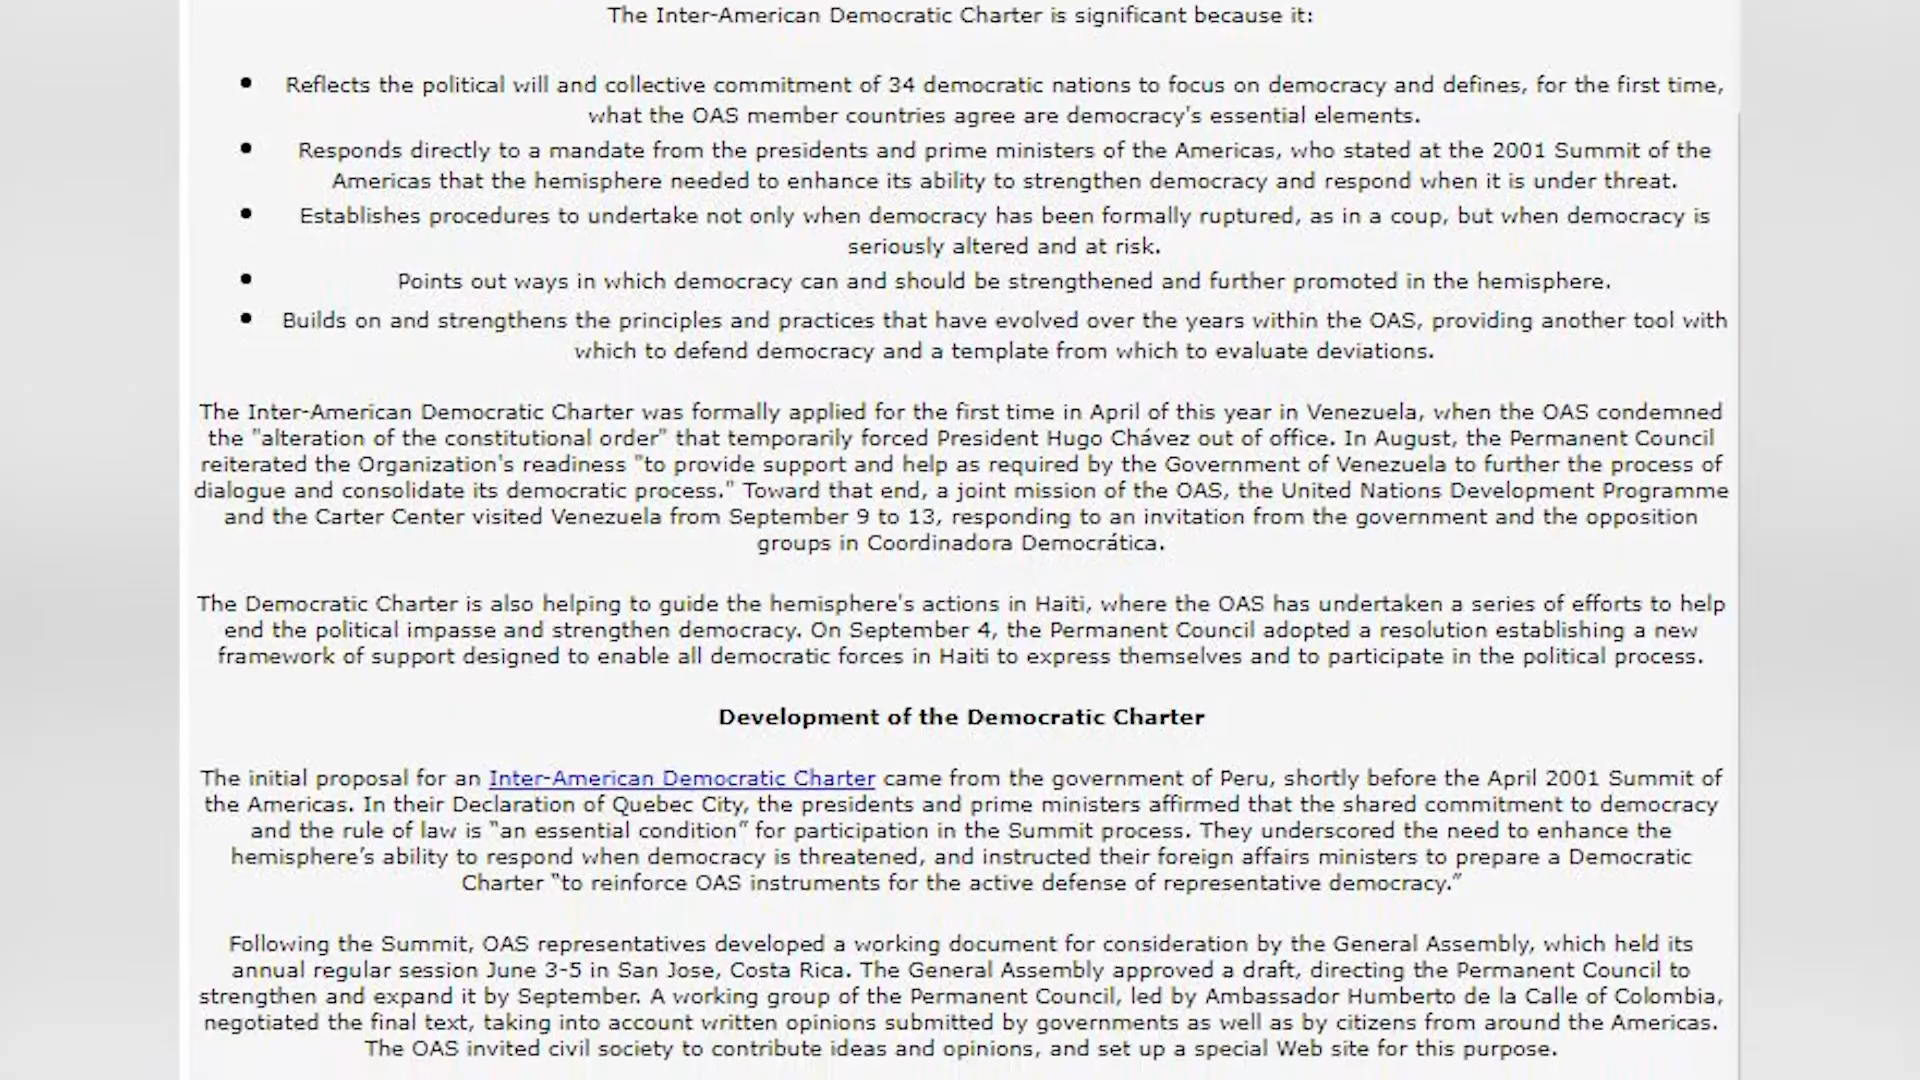 The Inter-American Democratic Charter is significant because it:
• Reflects the political will and collective commitment of 34 democratic nations to focus on democracy and defines, for the first time,
what the OAS member countries agree are democracy's essential elements.
• Responds directly to a mandate from the presidents and prime ministers of the Americas, who stated at the 2001 Summit of the
Americas that the hemisphere needed to enhance its ability to strengthen democracy and respond when it is under threat.
• Establishes procedures to undertake not only when democracy has been formally ruptured, as in a coup, but when democracy is
seriously altered and at risk.
• Points out ways in which democracy can and should be strengthened and further promoted in the hemisphere.
• Builds on and strengthens the principles and practices that have evolved over the years within the OAS, providing another tool with
which to defend democracy and a template from which to evaluate deviations.
The Inter-American Democratic Charter was formally applied for the first time in April of this year in Venezuela, when the OAS condemned
the "alteration of the constitutional order" that temporarily forced President Hugo Chávez out of office. In August, the Permanent Council
reiterated the Organization's readiness "to provide support and help as required by the Government of Venezuela to further the process of
dialogue and consolidate its democratic process." Toward that end, a joint mission of the OAS, the United Nations Development Programme
and the Carter Center visited Venezuela from September 9 to 13, responding to an invitation from the government and the opposition
groups in Coordinadora Democrática.
The Democratic Charter is also helping to guide the hemisphere's actions in Haiti, where the OAS has undertaken a series of efforts to help
end the political impasse and strengthen democracy. On September 4, the Permanent Council adopted a resolution establishing a new
framework of support designed to enable all democratic forces in Haiti to express themselves and to participate in the political process.
Development of the Democratic Charter
The initial proposal for an Inter-American Democratic Charter came from the government of Peru, shortly before the April 2001 Summit of
the Americas. In their Declaration of Quebec City, the presidents and prime ministers affirmed that the shared commitment to democracy
and the rule of law is “an essential condition” for participation in the Summit process. They underscored the need to enhance the
hemisphere’s ability to respond when democracy is threatened, and instructed their foreign affairs ministers to prepare a Democratic
Charter “to reinforce OAS instruments for the active defense of representative democracy.”
Following the Summit, OAS representatives developed a working document for consideration by the General Assembly, which held its
annual regular session June 3-5 in San Jose, Costa Rica. The General Assembly approved a draft, directing the Permanent Council to
strengthen and expand it by September. A working group of the Permanent Council, led by Ambassador Humberto de la Calle of Colombia,
negotiated the final text, taking into account written opinions submitted by governments as well as by citizens from around the Americas.
The OAS invited civil society to contribute ideas and opinions, and set up a special Web site for this purpose.